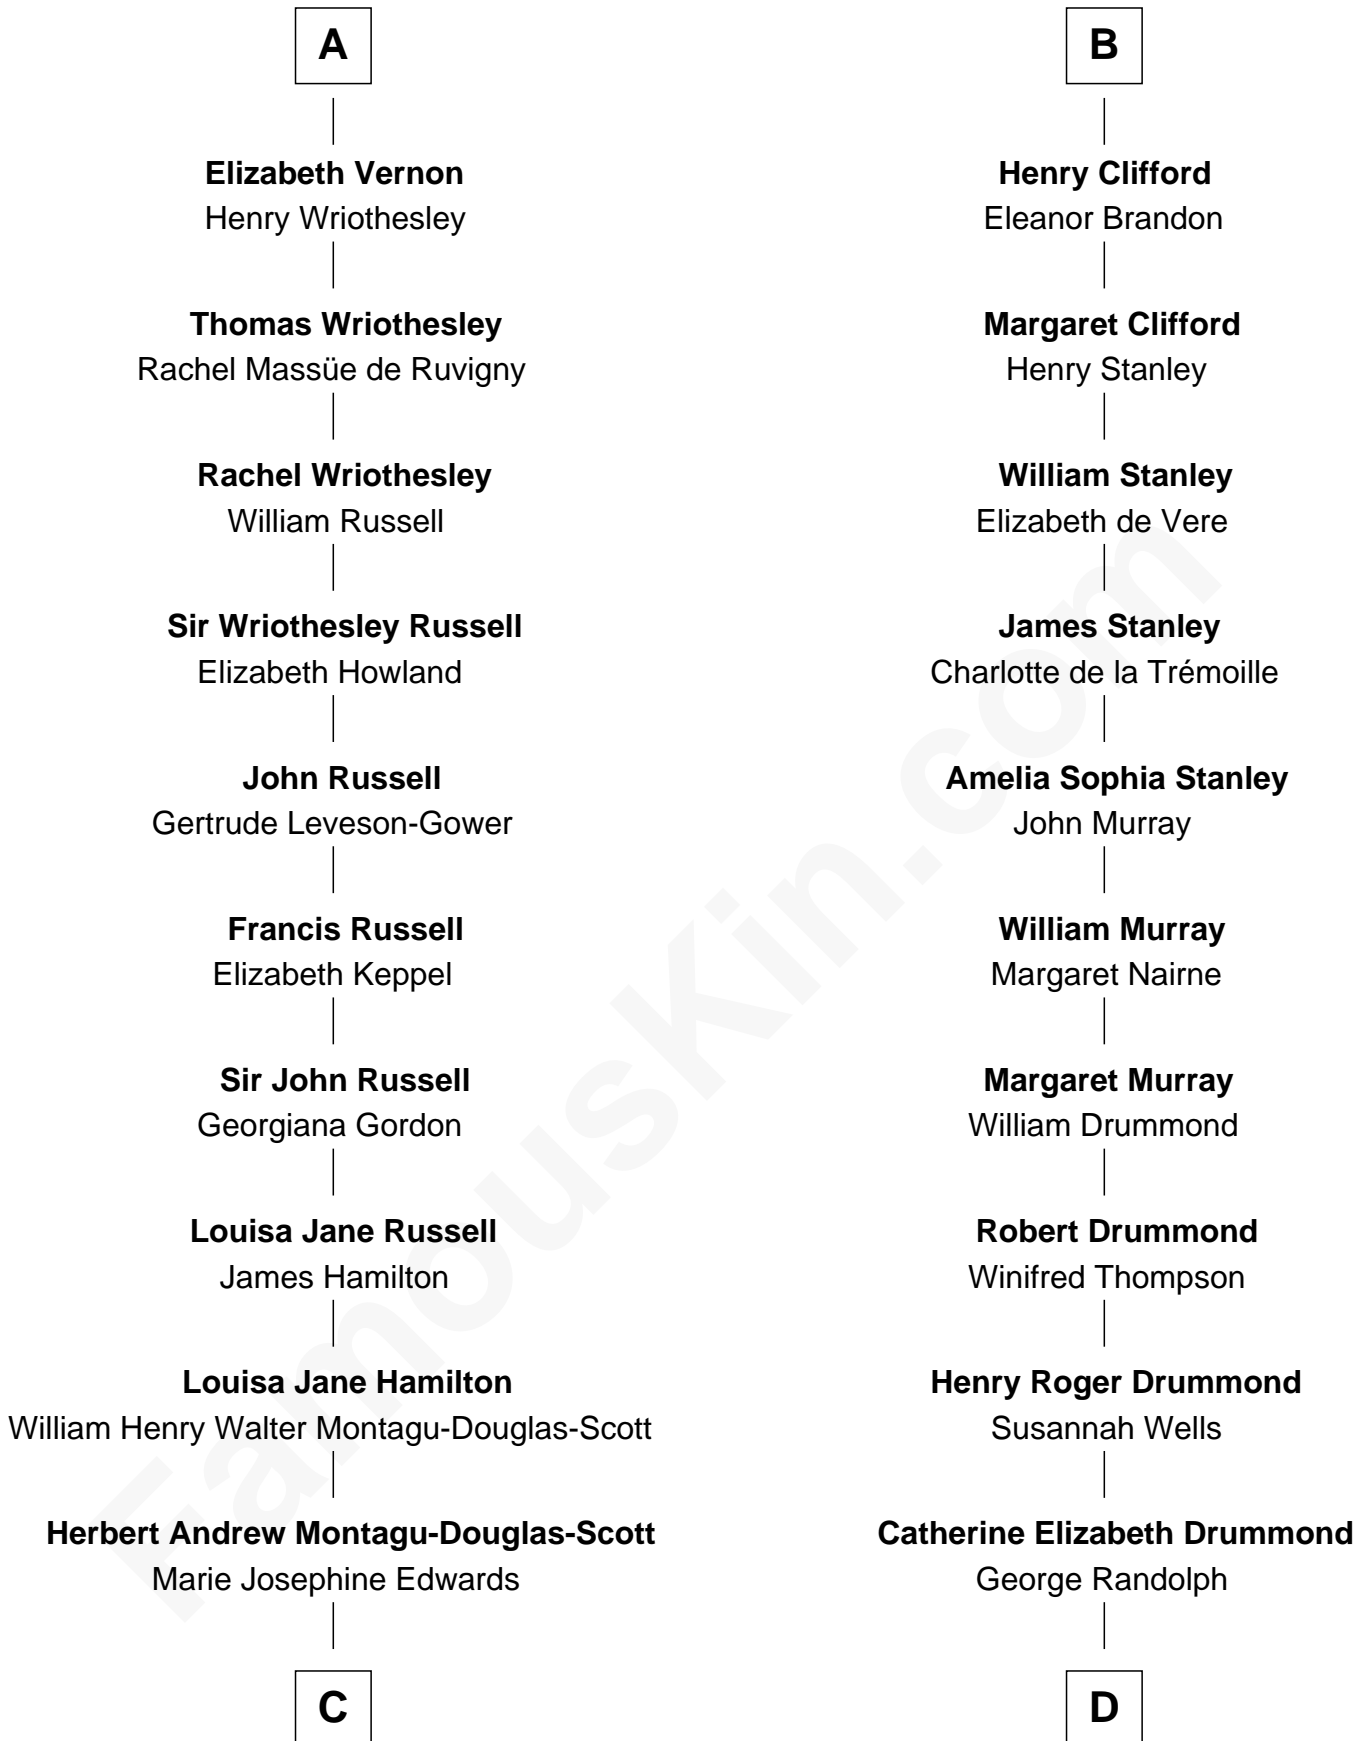 A
Elizabeth Vernon
Henry Wriothesley
Thomas Wriothesley
Rachel Massüe de Ruvigny
Rachel Wriothesley
William Russell
Sir Wriothesley Russell
Elizabeth Howland
John Russell
Gertrude Leveson-Gower
Francis Russell
Elizabeth Keppel
Sir John Russell
Georgiana Gordon
Louisa Jane Russell
James Hamilton
Louisa Jane Hamilton
William Henry Walter Montagu-Douglas-Scott
Herbert Andrew Montagu-Douglas-Scott
Marie Josephine Edwards
C
B
Henry Clifford
Eleanor Brandon
Margaret Clifford
Henry Stanley
William Stanley
Elizabeth de Vere
James Stanley
Charlotte de la Trémoille
Amelia Sophia Stanley
John Murray
William Murray
Margaret Nairne
Margaret Murray
William Drummond
Robert Drummond
Winifred Thompson
Henry Roger Drummond
Susannah Wells
Catherine Elizabeth Drummond
George Randolph
D
FamousKin.com